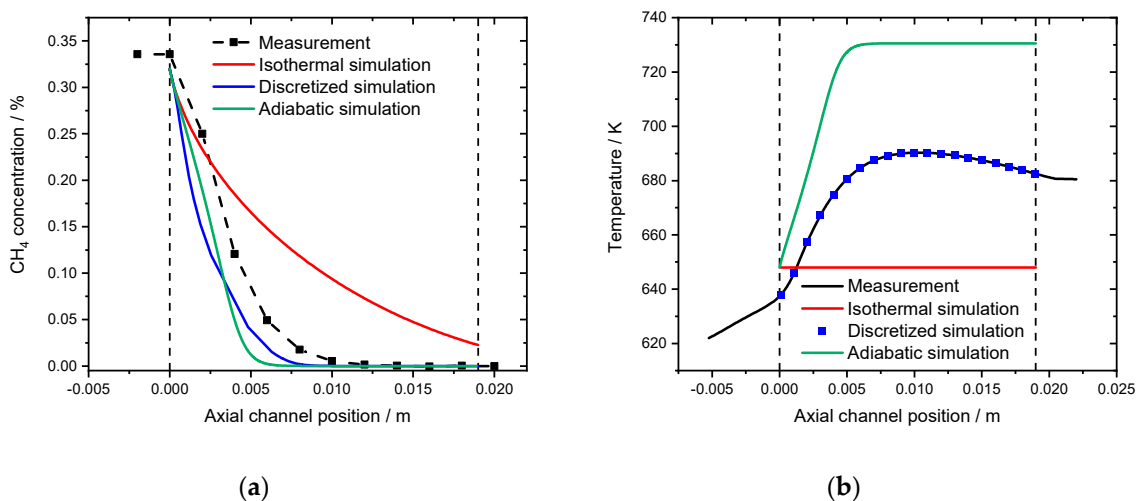 0.35
0.30
0.25
0.20
0.15
0.10
0.05
0.00
CH₄ concentration / %
Measurement
Isothermal simulation
Discretized simulation
Adiabatic simulation
-0.005 0.000 0.005 0.010 0.015 0.020
Axial channel position / m
(a)
740
720
700
680
660
640
620
Temperature / K
Measurement
Isothermal simulation
Discretized simulation
Adiabatic simulation
-0.005 0.000 0.005 0.010 0.015 0.020 0.025
Axial channel position / m
(b)